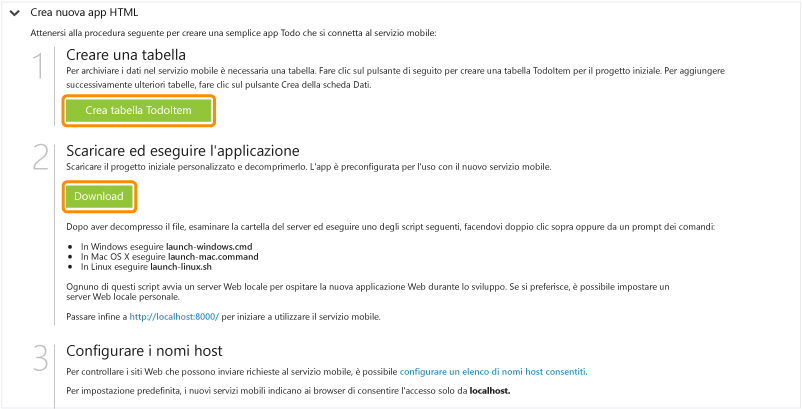 Crea nuova app HTML
Attenersi alla procedura seguente per creare una semplice app Todo che si connetta al servizio mobile:
1
Creare una tabella
Per archiviare i dati nel servizio mobile è necessaria una tabella. Fare clic sul pulsante di seguito per creare una tabella TodoItem per il progetto iniziale. Per aggiungere
successivamente ulteriori tabelle, fare clic sul pulsante Crea della scheda Dati.
Crea tabella TodoItem
2
Scaricare ed eseguire l'applicazione
Scaricare il progetto iniziale personalizzato e decomprimerlo. L'app è preconfigurata per l'uso con il nuovo servizio mobile.
Download
Dopo aver decompresso il file, esaminare la cartella del server ed eseguire uno degli script seguenti, facendovi doppio clic sopra oppure da un prompt dei comandi:
• In Windows eseguire launch-windows.cmd
• In Mac OS X eseguire launch-mac.command
• In Linux eseguire launch-linux.sh
Ognuno di questi script avvia un server Web locale per ospitare la nuova applicazione Web durante lo sviluppo. Se si preferisce, è possibile impostare un
server Web locale personale.
Passare infine a http://localhost:8000/ per iniziare a utilizzare il servizio mobile.
3
Configurare i nomi host
Per controllare i siti Web che possono inviare richieste al servizio mobile, è possibile configurare un elenco di nomi host consentiti.
Per impostazione predefinita, i nuovi servizi mobili indicano ai browser di consentire l'accesso solo da localhost.